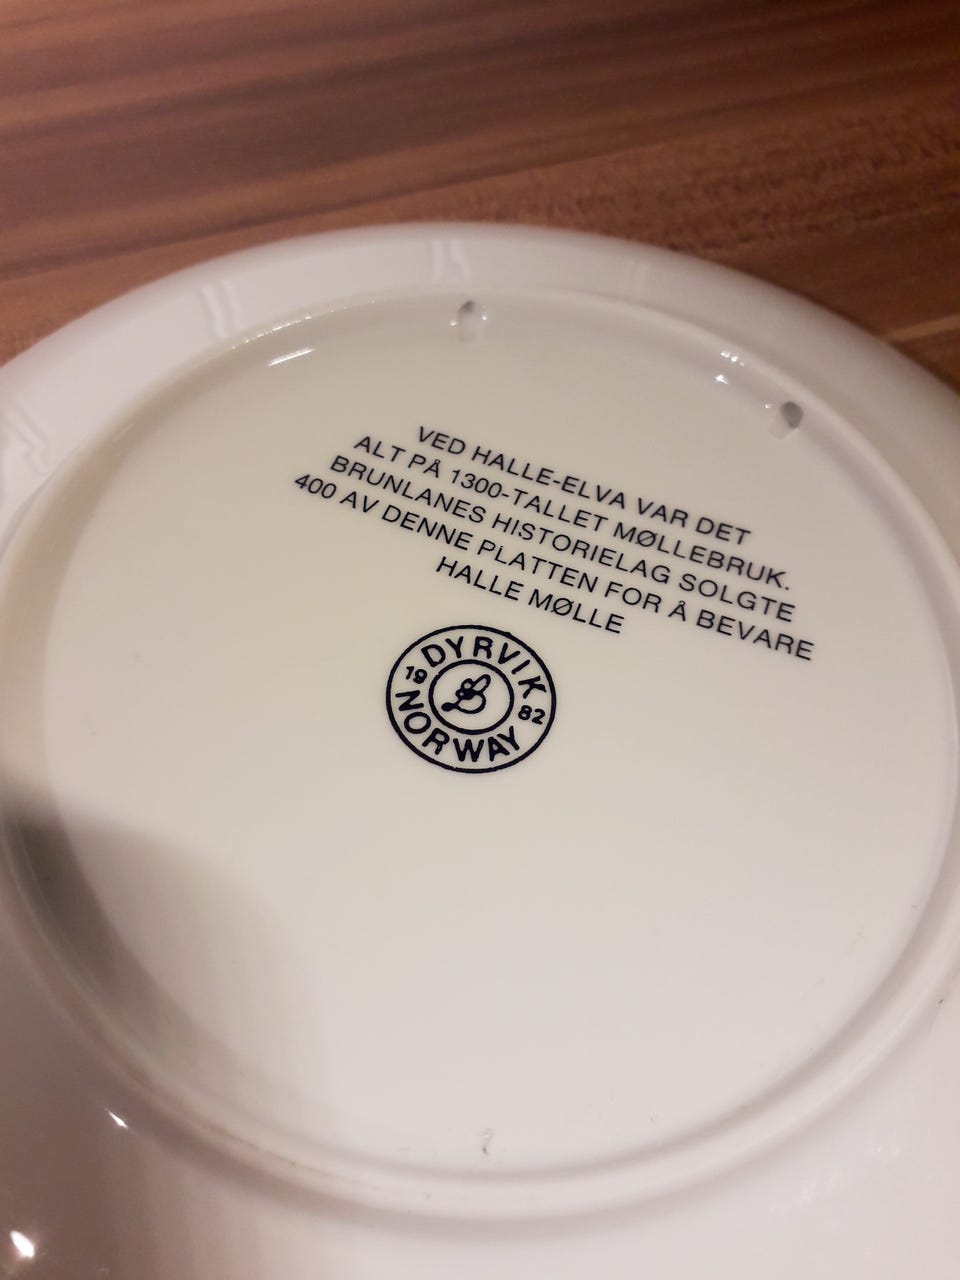 VED HALLE-ELVA VAR DET
ALT PÅ 1300-TALLET MØLLEBRUK.
BRUNLANES HISTORIELAG SOLGTE
400 AV DENNE PLATTEN FOR Å BEVARE
HALLE MØLLE
DYRVIK
19 82
NORWAY